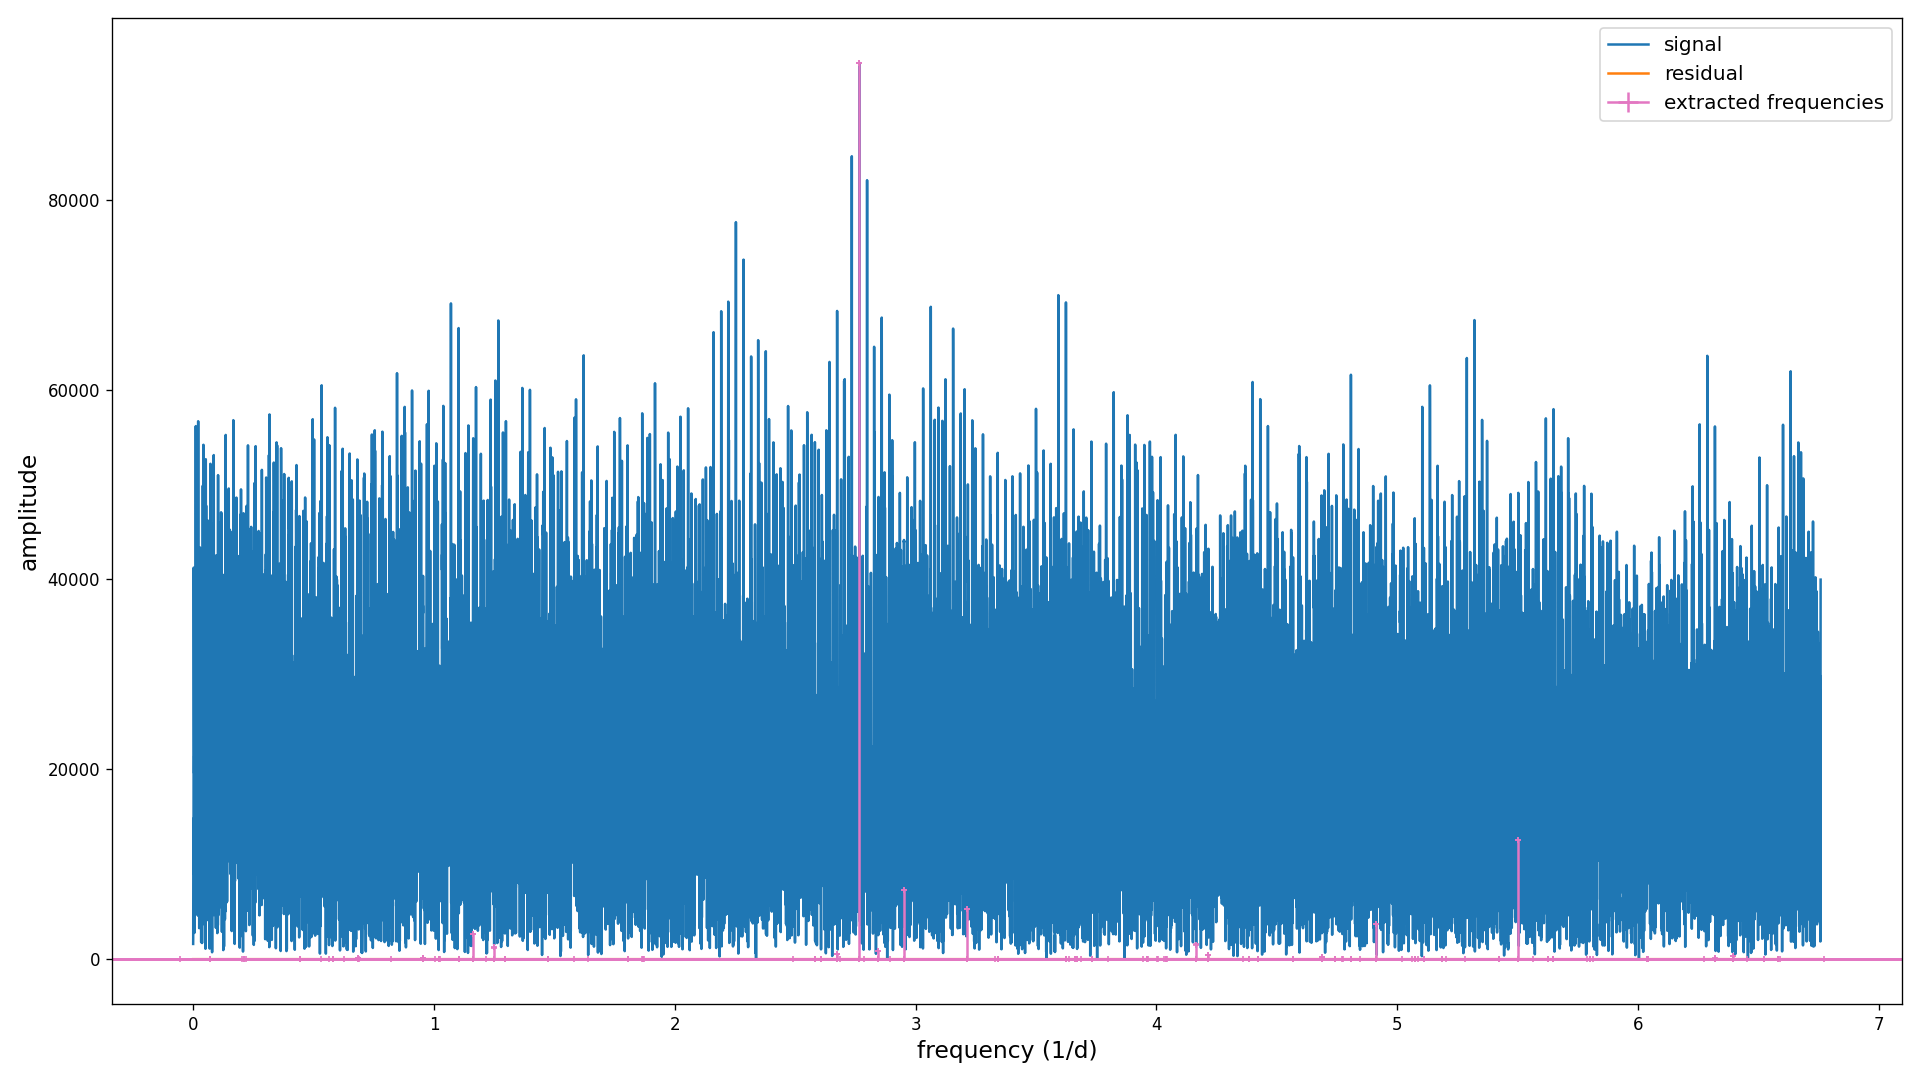 signal
residual
extracted frequencies
80000
60000
40000
20000
0
amplitude
0 1 2 3 4 5 6 7
frequency (1/d)